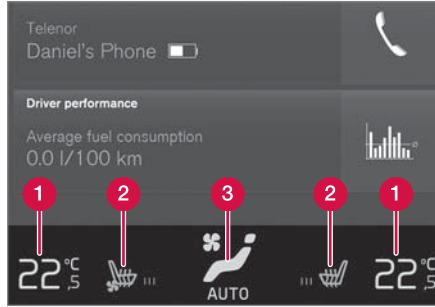 Telenor
Daniel's Phone
Driver performance
Average fuel consumption
0.0 l/100 km
1 2 3 2 1
22 °C ,5 AUTO 22 °C ,5